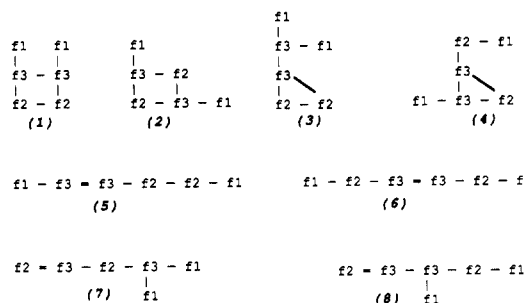 f1 f1
f3 - f3
f2 - f2
(1)
f1
f3 - f2
f2 - f3 - f1
(2)
f1
f3 - f1
f3
f2 - f2
(3)
f2 - f1
f3
f1 - f3 - f2
(4)
f1 - f3 = f3 - f2 - f2 - f1
(5)
f1 - f2 - f3 = f3 - f2 - f
(6)
f2 = f3 - f2 - f3 - f1
f1
(7)
f2 = f3 - f3 - f2 - f1
f1
(8)